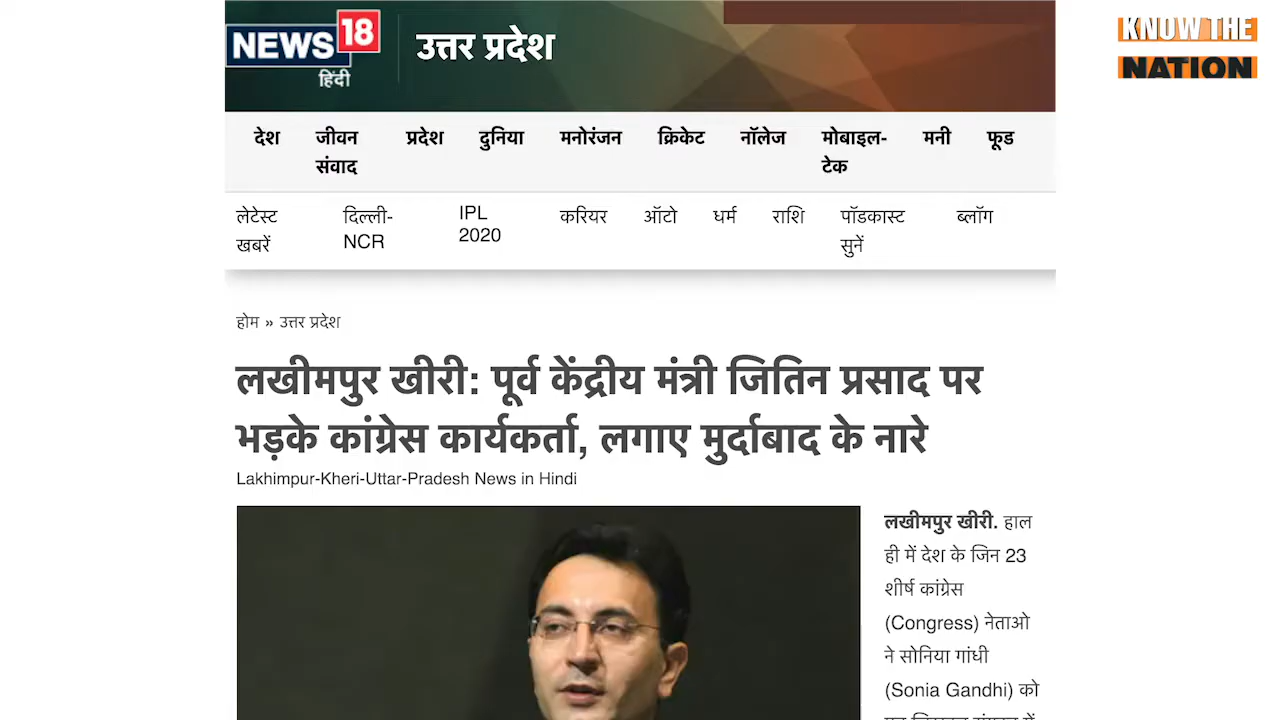 NEWS 18
हिंदी
उत्तर प्रदेश
KNOW THE
NATION
देश जीवन संवाद प्रदेश दुनिया मनोरंजन क्रिकेट नॉलेज मोबाइल-टेक मनी फूड
लेटेस्ट खबरें दिल्ली-NCR IPL 2020 करियर ऑटो धर्म राशि पॉडकास्ट सुनें ब्लॉग
होम » उत्तर प्रदेश
लखीमपुर खीरी: पूर्व केंद्रीय मंत्री जितिन प्रसाद पर
भड़के कांग्रेस कार्यकर्ता, लगाए मुर्दाबाद के नारे
Lakhimpur-Kheri-Uttar-Pradesh News in Hindi
लखीमपुर खीरी. हाल
ही में देश के जिन 23
शीर्ष कांग्रेस
(Congress) नेताओ
ने सोनिया गांधी
(Sonia Gandhi) को